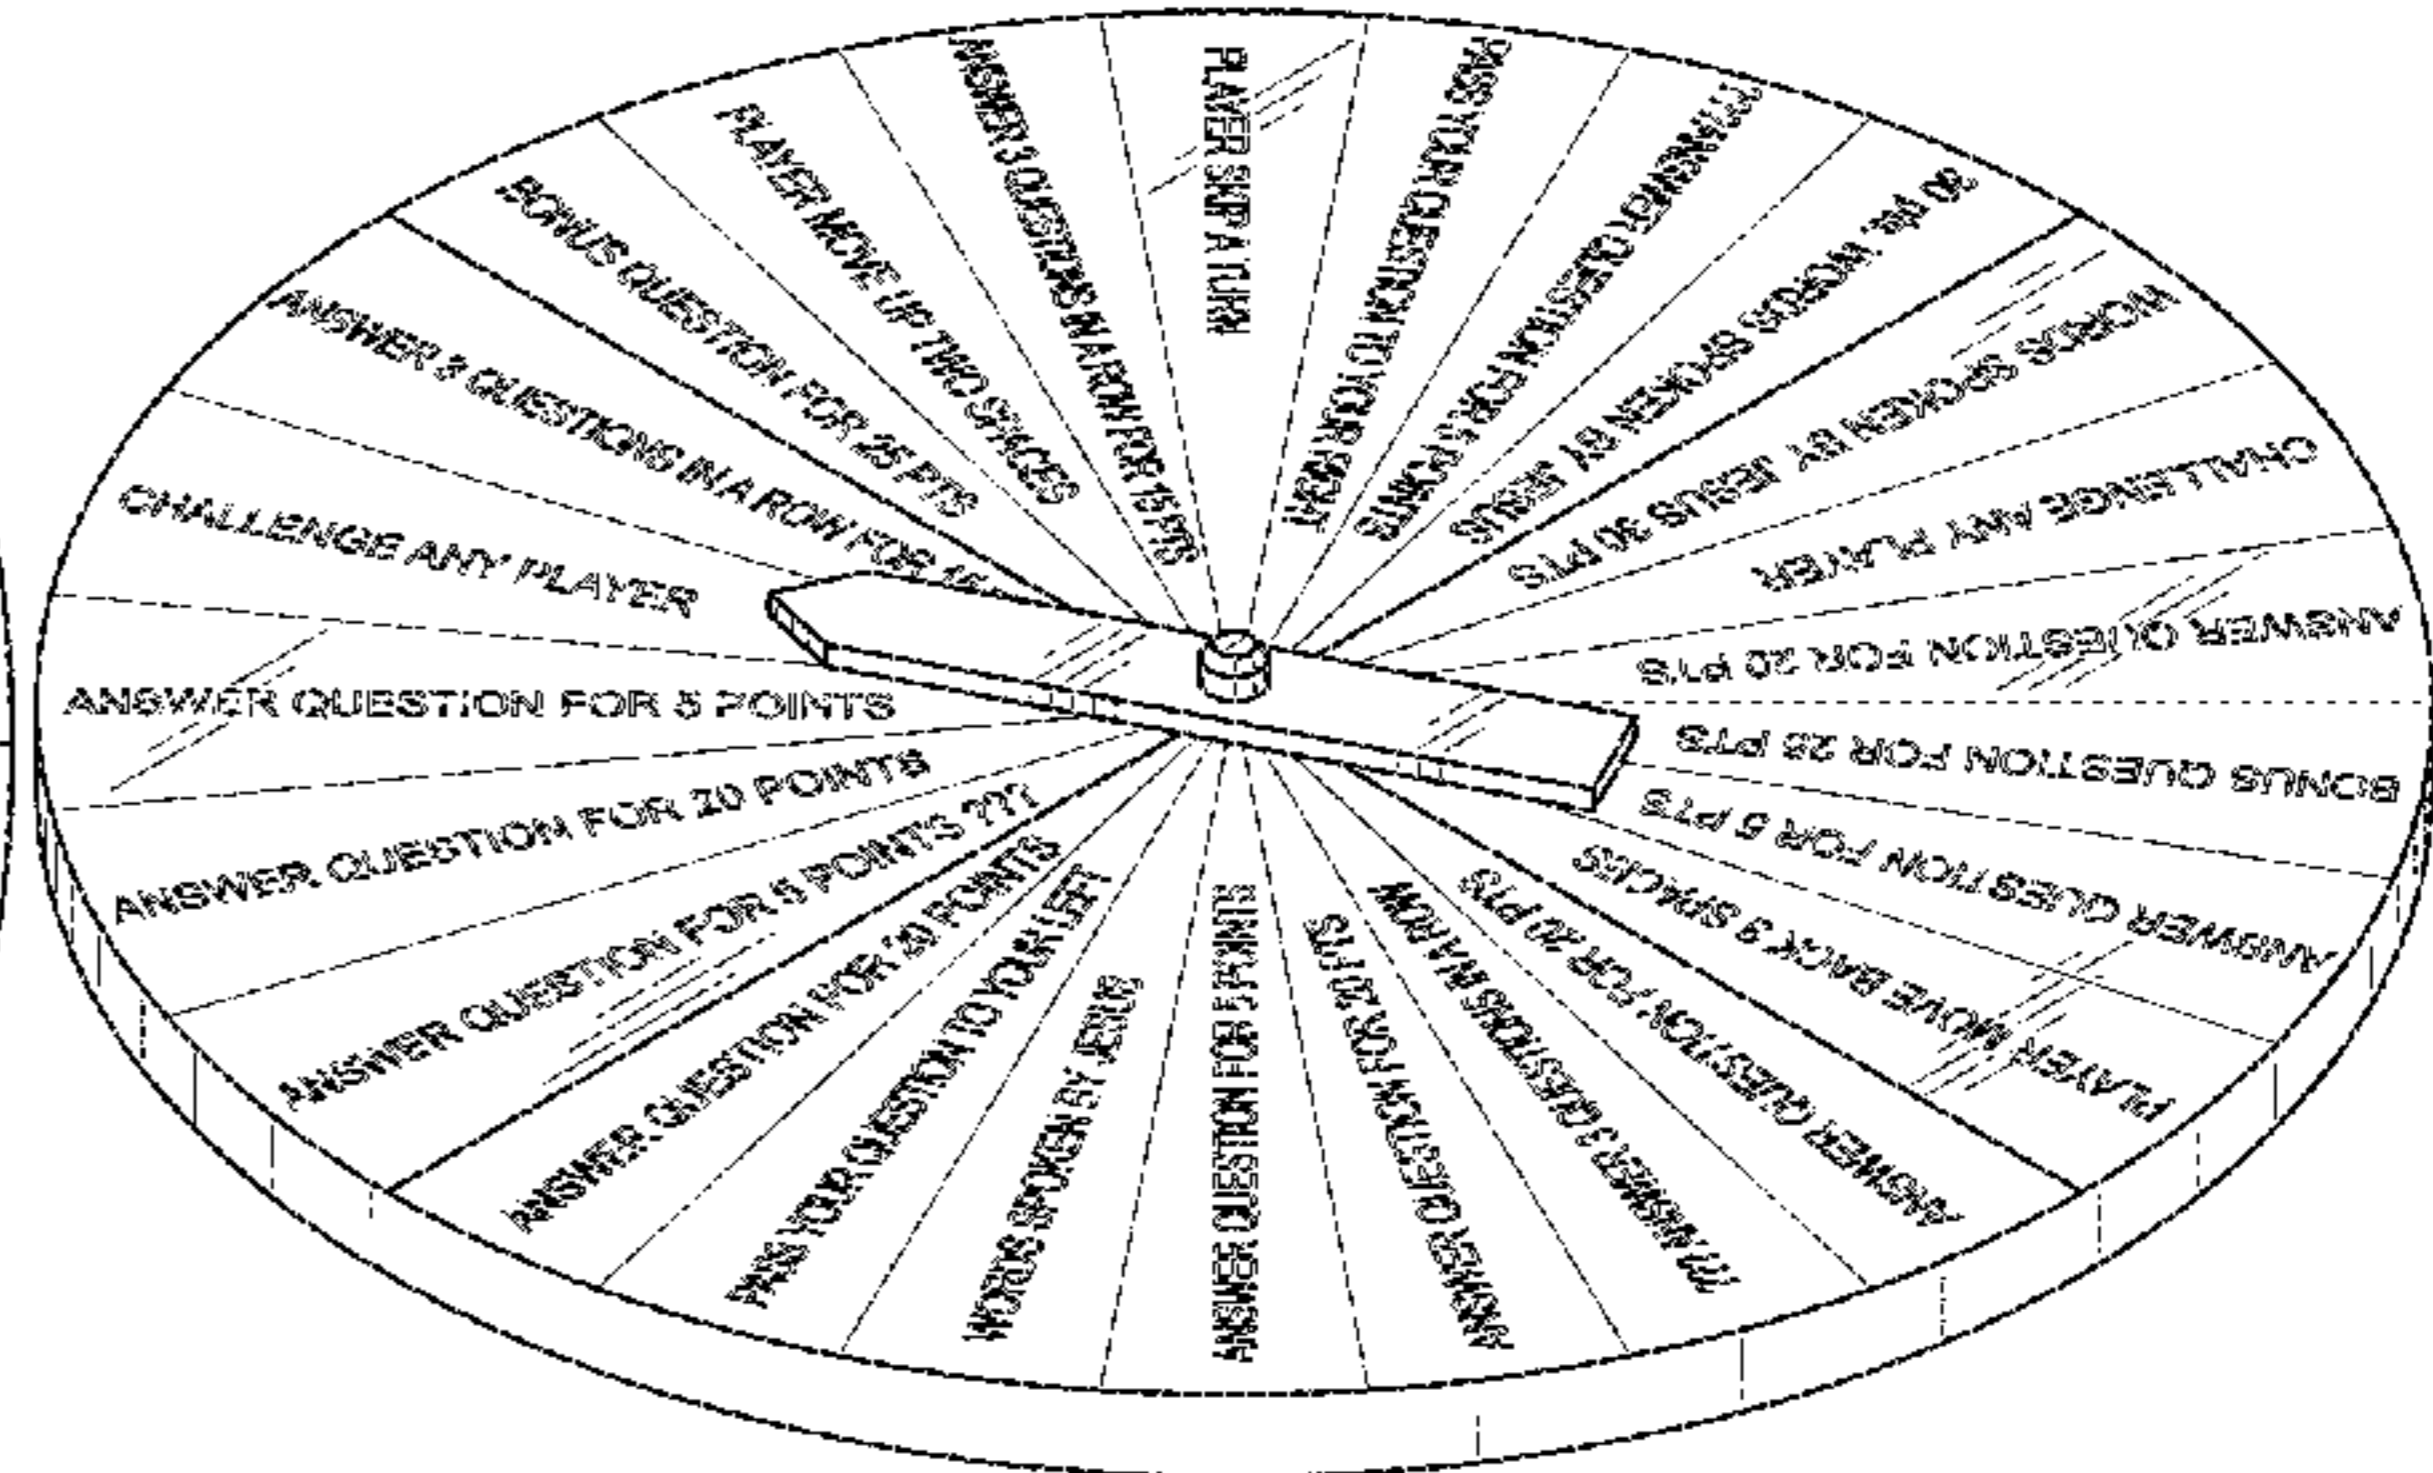 PLAYER SKIP A TURN
PASS YOUR QUESTION TO YOUR RIGHT
??? ANSWER QUESTION FOR 5 POINTS
30 pts. WORDS SPOKEN BY JESUS
WORDS SPOKEN BY JESUS 30 PTS
CHALLENGE ANY PLAYER
ANSWER QUESTION FOR 20 PTS
BONUS QUESTION FOR 25 PTS
ANSWER QUESTION FOR 5 PTS
PLAYER MOVE BACK 3 SPACES
ANSWER QUESTION FOR 20 PTS
??? ANSWER 3 QUESTIONS IN A ROW
ANSWER QUESTION FOR 20 PTS
ANSWER QUESTION FOR 5 POINTS
WORDS SPOKEN BY JESUS
PASS YOUR QUESTION TO YOUR LEFT
ANSWER QUESTION FOR 20 POINTS
ANSWER QUESTION FOR 5 POINTS ???
ANSWER QUESTION FOR 20 POINTS
ANSWER QUESTION FOR 5 POINTS
CHALLENGE ANY PLAYER
ANSWER 3 QUESTIONS IN A ROW FOR
BONUS QUESTION FOR 25 PTS
PLAYER MOVE UP TWO SPACES
ANSWER 3 QUESTIONS IN A ROW FOR 15 PTS